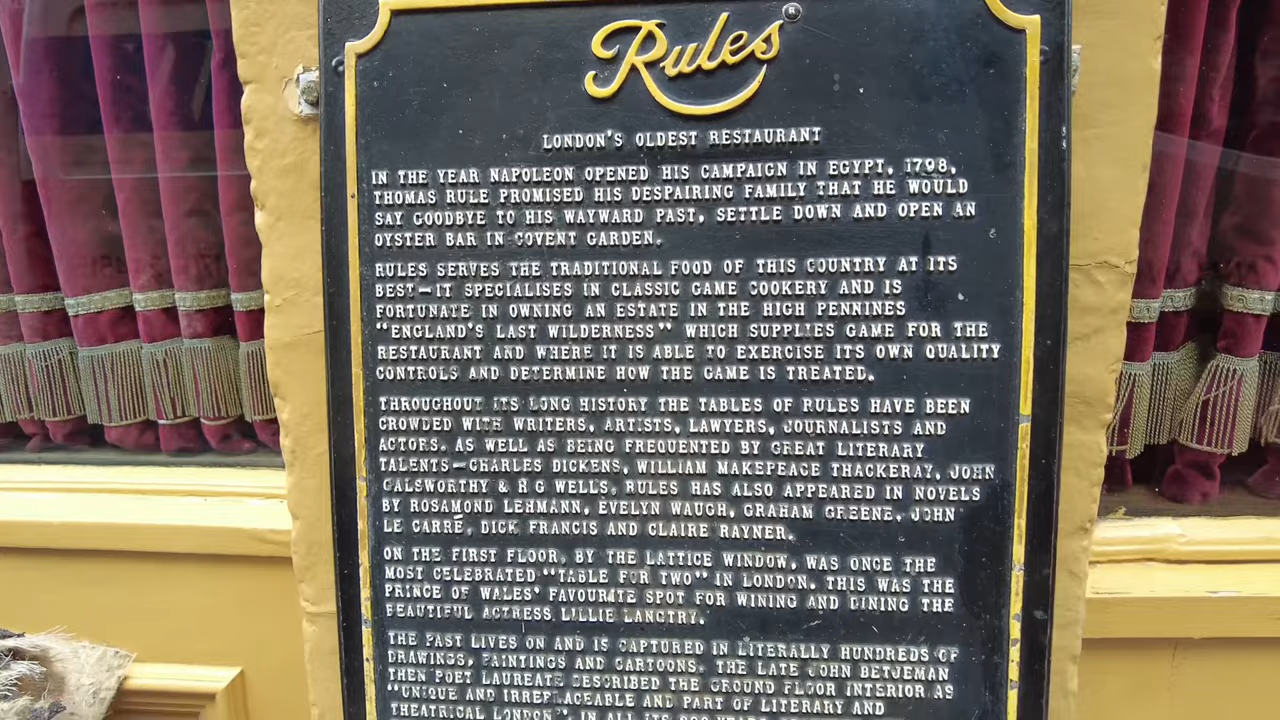 Rules®
LONDON'S OLDEST RESTAURANT
IN THE YEAR NAPOLEON OPENED HIS CAMPAIGN IN EGYPT, 1798,
THOMAS RULE PROMISED HIS DESPAIRING FAMILY THAT HE WOULD
SAY GOODBYE TO HIS WAYWARD PAST, SETTLE DOWN AND OPEN AN
OYSTER BAR IN COVENT GARDEN.
RULES SERVES THE TRADITIONAL FOOD OF THIS COUNTRY AT ITS
BEST—IT SPECIALISES IN CLASSIC GAME COOKERY AND IS
FORTUNATE IN OWNING AN ESTATE IN THE HIGH PENNINES
"ENGLAND'S LAST WILDERNESS" WHICH SUPPLIES GAME FOR THE
RESTAURANT AND WHERE IT IS ABLE TO EXERCISE ITS OWN QUALITY
CONTROLS AND DETERMINE HOW THE GAME IS TREATED.
THROUGHOUT ITS LONG HISTORY THE TABLES OF RULES HAVE BEEN
CROWDED WITH WRITERS, ARTISTS, LAWYERS, JOURNALISTS AND
ACTORS. AS WELL AS BEING FREQUENTED BY GREAT LITERARY
TALENTS—CHARLES DICKENS, WILLIAM MAKEPEACE THACKERAY, JOHN
GALSWORTHY & H G WELLS, RULES HAS ALSO APPEARED IN NOVELS
BY ROSAMOND LEHMANN, EVELYN WAUGH, GRAHAM GREENE, JOHN
LE CARRÉ, DICK FRANCIS AND CLAIRE RAYNER.
ON THE FIRST FLOOR, BY THE LATTICE WINDOW, WAS ONCE THE
MOST CELEBRATED "TABLE FOR TWO" IN LONDON. THIS WAS THE
PRINCE OF WALES' FAVOURITE SPOT FOR WINING AND DINING THE
BEAUTIFUL ACTRESS LILLIE LANGTRY.
THE PAST LIVES ON AND IS CAPTURED IN LITERALLY HUNDREDS OF
DRAWINGS, PAINTINGS AND CARTOONS. THE LATE JOHN BETJEMAN
THEN POET LAUREATE DESCRIBED THE GROUND FLOOR INTERIOR AS
"UNIQUE AND IRREPLACEABLE AND PART OF LITERARY AND
THEATRICAL LONDON". IN ALL ITS 200 YEARS